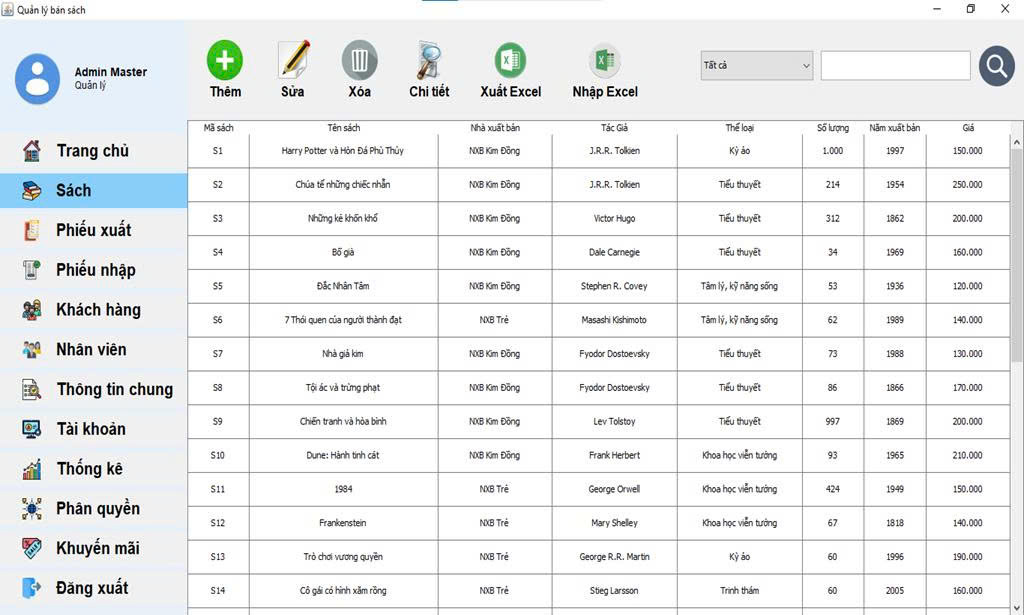 Quản lý bán sách
Admin Master
Quản lý
Thêm
Sửa
Xóa
Chi tiết
Xuất Excel
Nhập Excel
Tất cả
Trang chủ
Sách
Phiếu xuất
Phiếu nhập
Khách hàng
Nhân viên
Thông tin chung
Tài khoản
Thống kê
Phân quyền
Khuyến mãi
Đăng xuất
Mã sách Tên sách Nhà xuất bản Tác Giả Thể loại Số lượng Năm xuất bản Giá
S1 Harry Potter và Hòn Đá Phù Thủy NXB Kim Đồng J.R.R. Tolkien Kỳ ảo 1.000 1997 150.000
S2 Chúa tể những chiếc nhẫn NXB Kim Đồng J.R.R. Tolkien Tiểu thuyết 214 1954 250.000
S3 Những kẻ khốn khổ NXB Kim Đồng Victor Hugo Tiểu thuyết 312 1862 200.000
S4 Bố già NXB Kim Đồng Dale Carnegie Tiểu thuyết 34 1969 160.000
S5 Đắc Nhân Tâm NXB Kim Đồng Stephen R. Covey Tâm lý, kỹ năng sống 53 1936 120.000
S6 7 Thói quen của người thành đạt NXB Trẻ Masashi Kishimoto Tâm lý, kỹ năng sống 62 1989 140.000
S7 Nhà giả kim NXB Kim Đồng Fyodor Dostoevsky Tiểu thuyết 73 1988 130.000
S8 Tội ác và trừng phạt NXB Kim Đồng Fyodor Dostoevsky Tiểu thuyết 86 1866 170.000
S9 Chiến tranh và hòa bình NXB Kim Đồng Lev Tolstoy Tiểu thuyết 997 1869 200.000
S10 Dune: Hành tinh cát NXB Kim Đồng Frank Herbert Khoa học viễn tưởng 93 1965 210.000
S11 1984 NXB Trẻ George Orwell Khoa học viễn tưởng 424 1949 150.000
S12 Frankenstein NXB Trẻ Mary Shelley Khoa học viễn tưởng 67 1818 140.000
S13 Trò chơi vương quyền NXB Trẻ George R.R. Martin Kỳ ảo 60 1996 190.000
S14 Cô gái có hình xăm rồng NXB Trẻ Stieg Larsson Trinh thám 60 2005 160.000